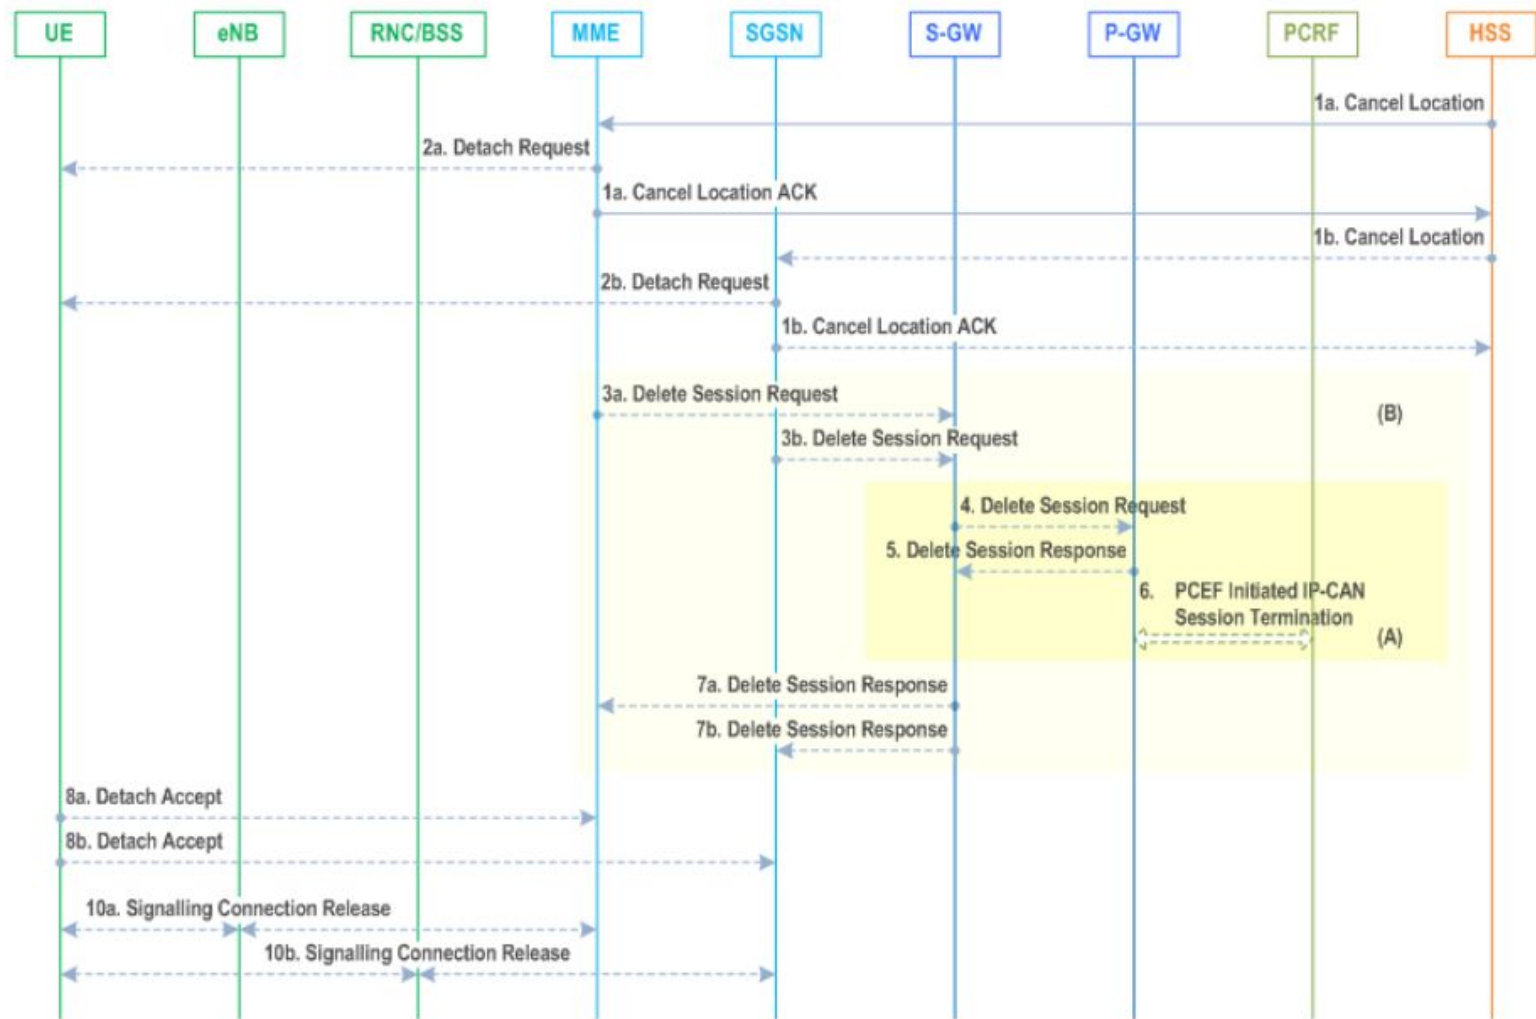 UE eNB RNC/BSS MME SGSN S-GW P-GW PCRF HSS
1a. Cancel Location
2a. Detach Request
1a. Cancel Location ACK
1b. Cancel Location
2b. Detach Request
1b. Cancel Location ACK
3a. Delete Session Request
(B)
3b. Delete Session Request
4. Delete Session Request
5. Delete Session Response
6. PCEF Initiated IP-CAN
Session Termination
(A)
7a. Delete Session Response
7b. Delete Session Response
8a. Detach Accept
8b. Detach Accept
10a. Signalling Connection Release
10b. Signalling Connection Release